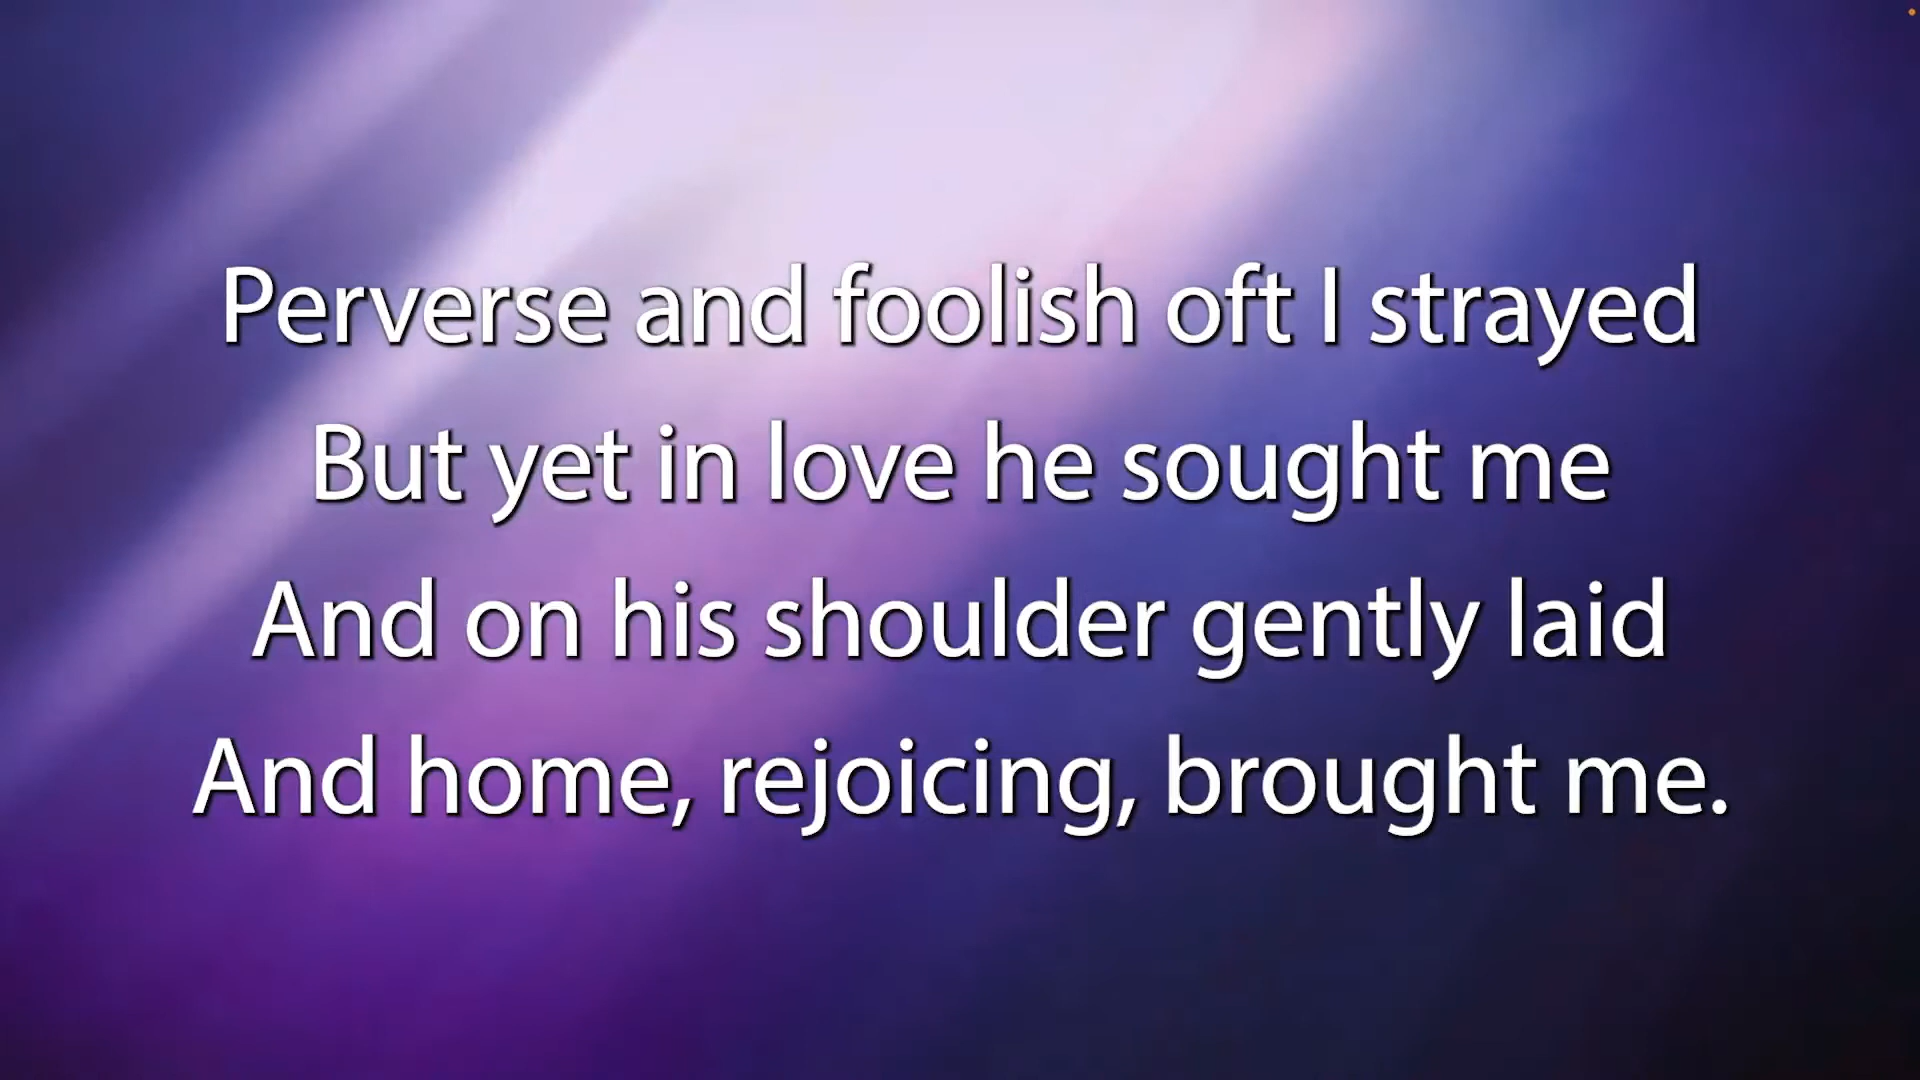 Perverse and foolish oft I strayed
But yet in love he sought me
And on his shoulder gently laid
And home, rejoicing, brought me.